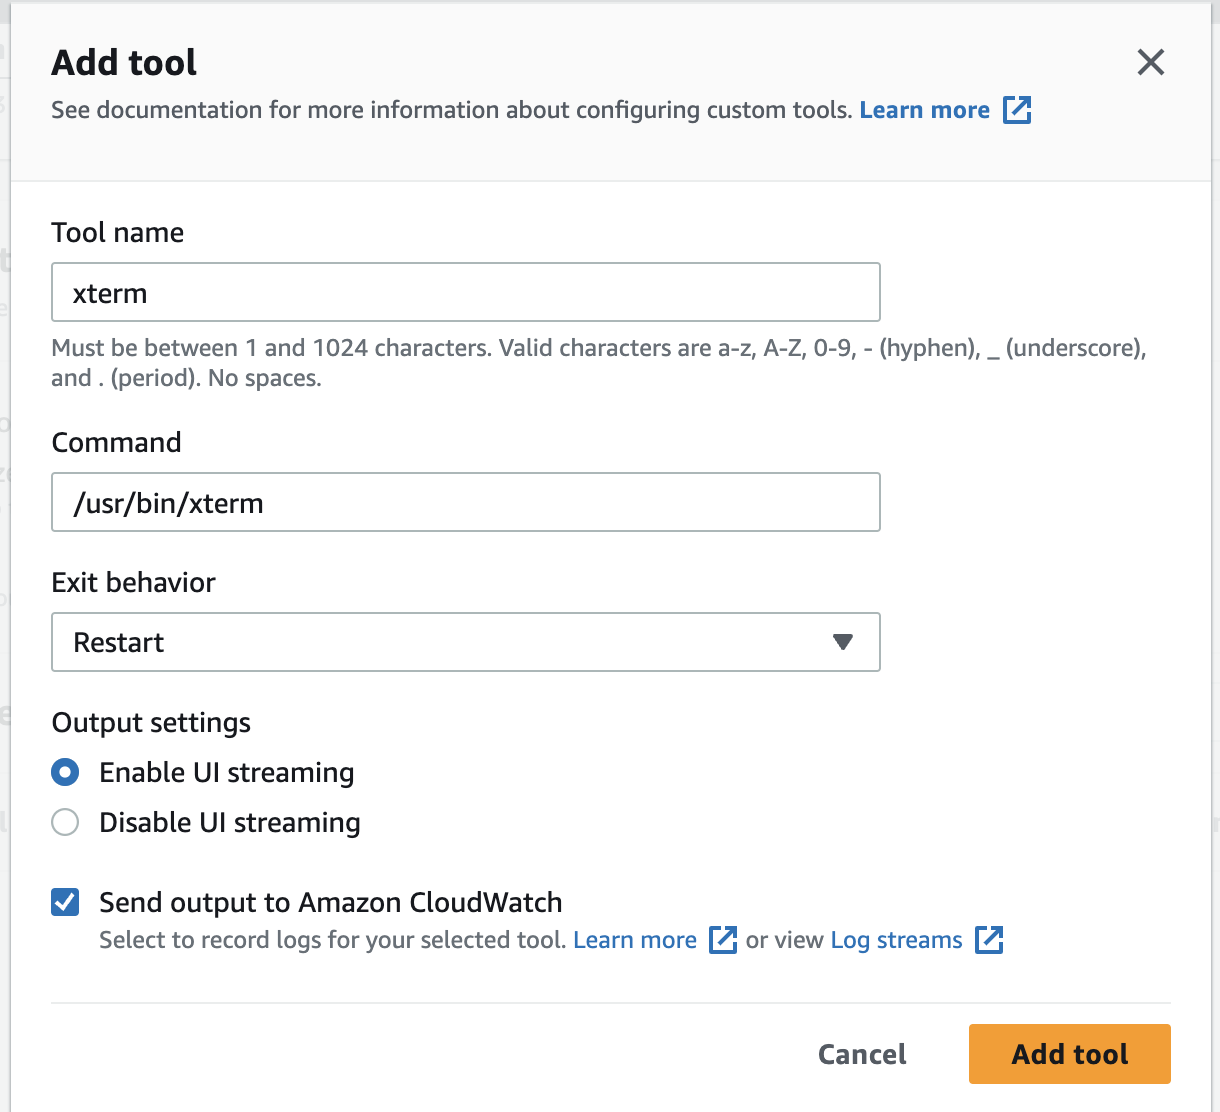 Add tool
See documentation for more information about configuring custom tools. Learn more
Tool name
xterm
Must be between 1 and 1024 characters. Valid characters are a-z, A-Z, 0-9, - (hyphen), _ (underscore),
and . (period). No spaces.
Command
/usr/bin/xterm
Exit behavior
Restart
Output settings
Enable UI streaming
Disable UI streaming
Send output to Amazon CloudWatch
Select to record logs for your selected tool. Learn more or view Log streams
Cancel
Add tool